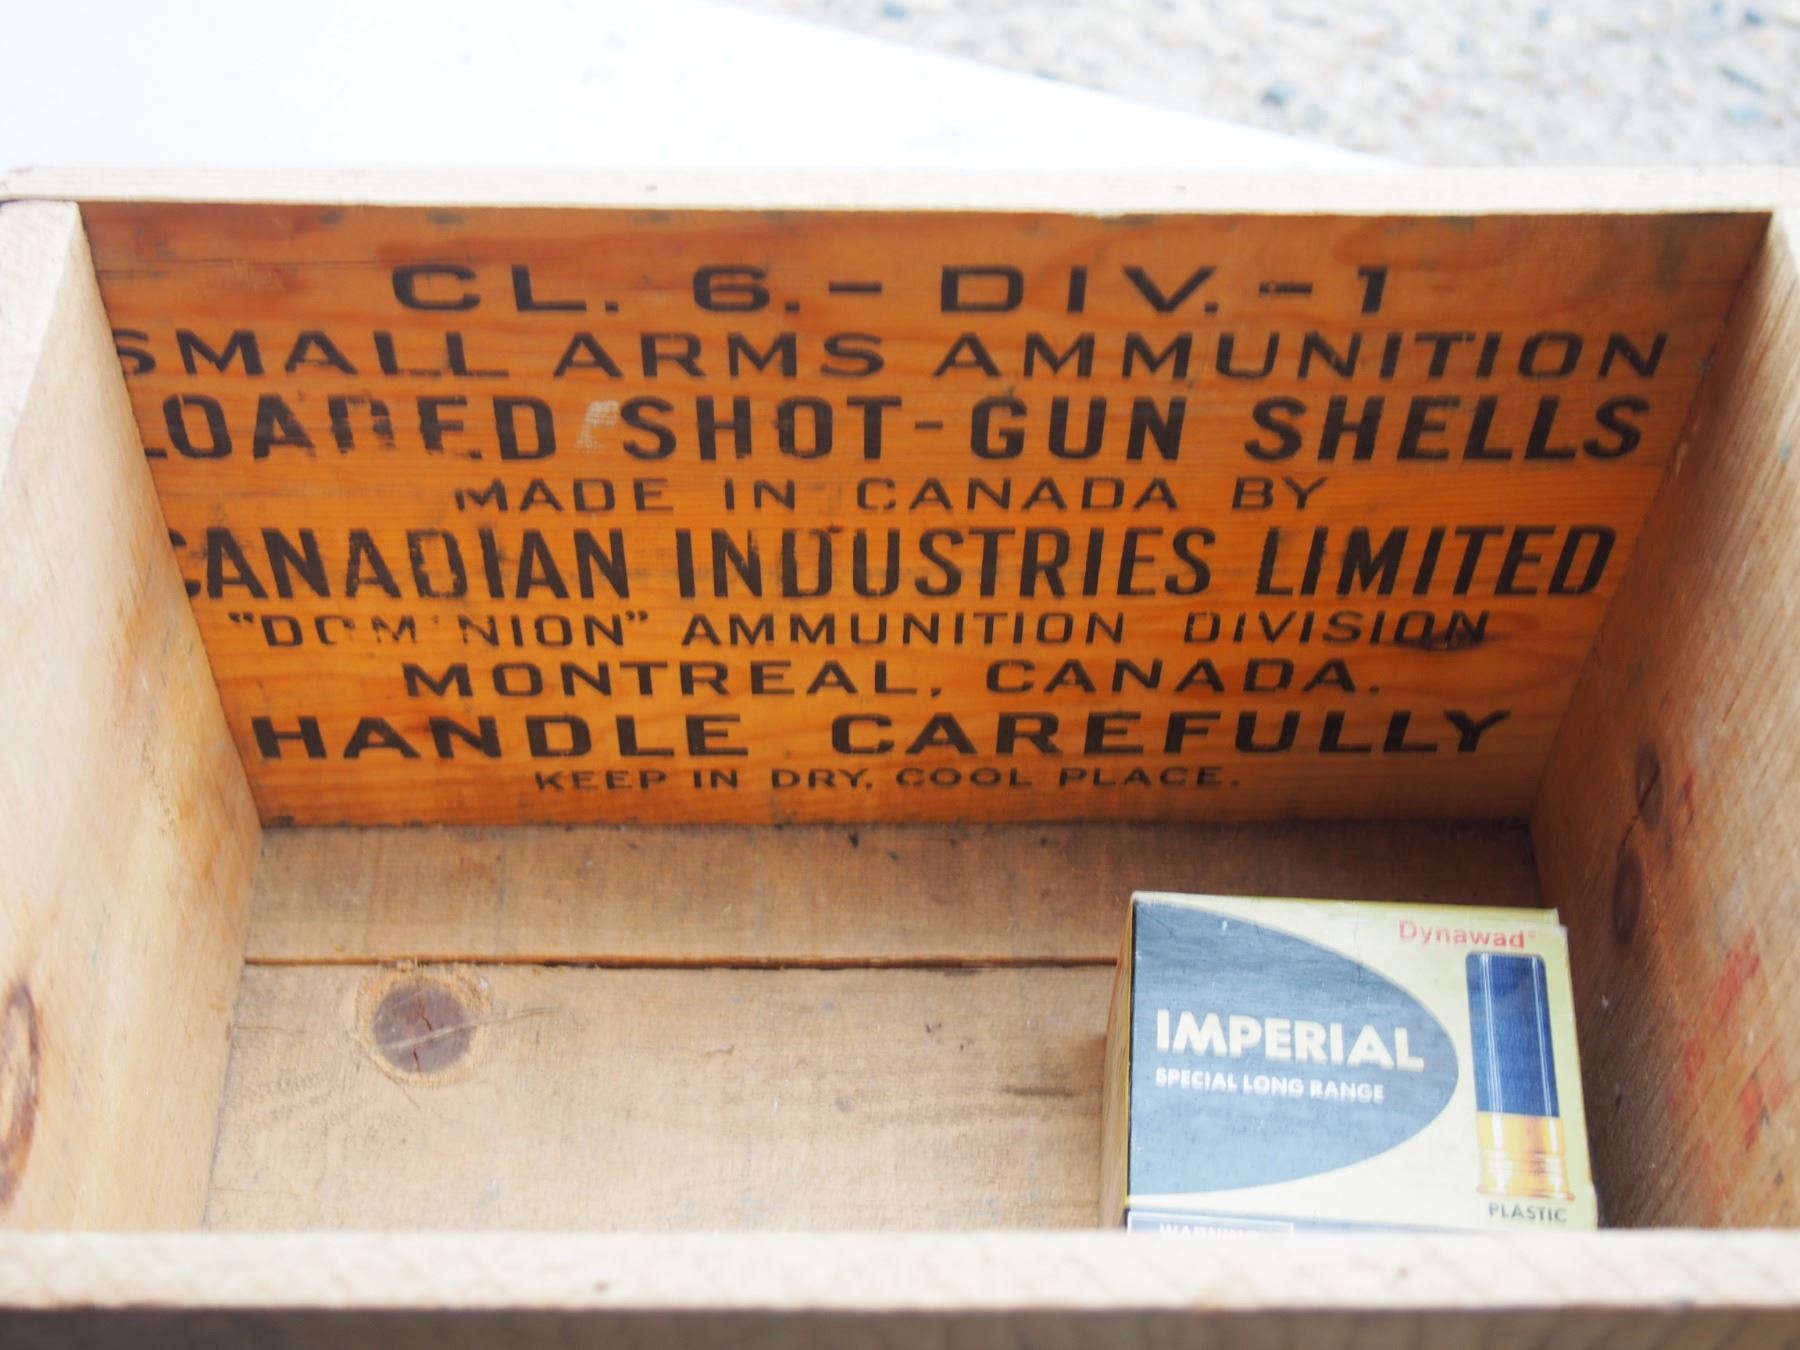 CL. 6.- DIV.-1
SMALL ARMS AMMUNITION
LOADED SHOT-GUN SHELLS
MADE IN CANADA BY
CANADIAN INDUSTRIES LIMITED
"DOMINION" AMMUNITION DIVISION
MONTREAL, CANADA.
HANDLE CAREFULLY
KEEP IN DRY, COOL PLACE.
Dynawad®
IMPERIAL
SPECIAL LONG RANGE
PLASTIC
WARNING